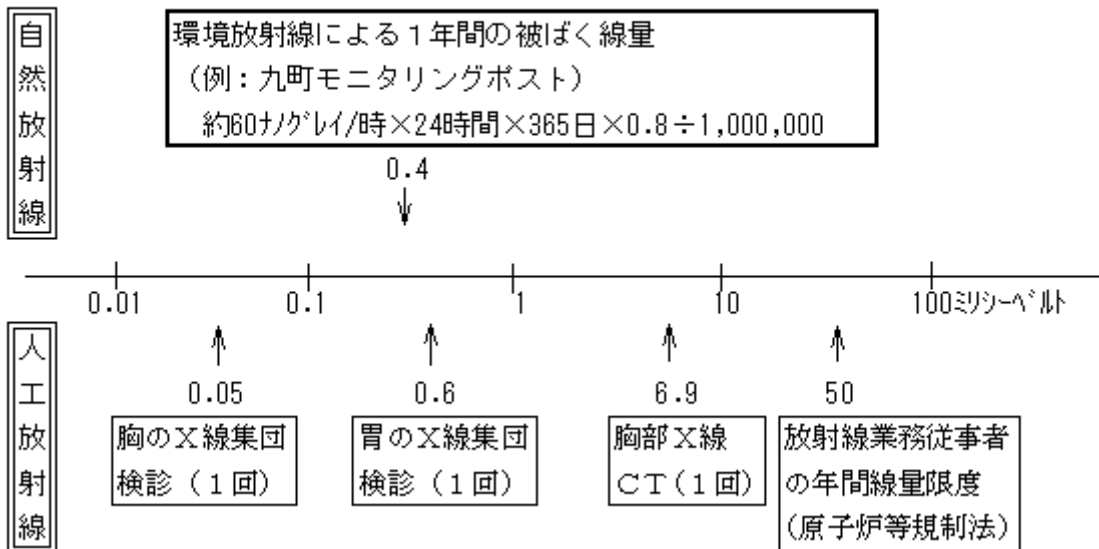 自然放射線
環境放射線による１年間の被ばく線量
（例：九町モニタリングポスト）
約60ﾅﾉｸﾞﾚｲ/時×24時間×365日×0.8÷1,000,000
0.4
0.01 0.1 1 10 100ﾐﾘｼｰﾍﾞﾙﾄ
人工放射線
0.05 0.6 6.9 50
胸のＸ線集団
検診（１回）
胃のＸ線集団
検診（１回）
胸部Ｘ線
ＣＴ(１回)
放射線業務従事者
の年間線量限度
(原子炉等規制法)